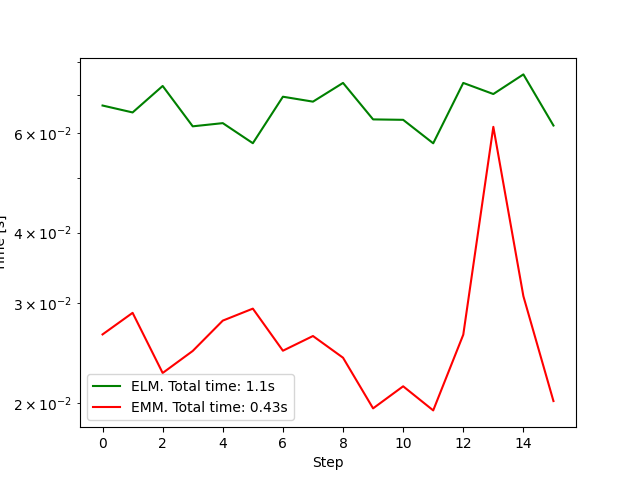 6 × 10⁻²
4 × 10⁻²
3 × 10⁻²
2 × 10⁻²
Time [s]
ELM. Total time: 1.1s
EMM. Total time: 0.43s
0 2 4 6 8 10 12 14
Step